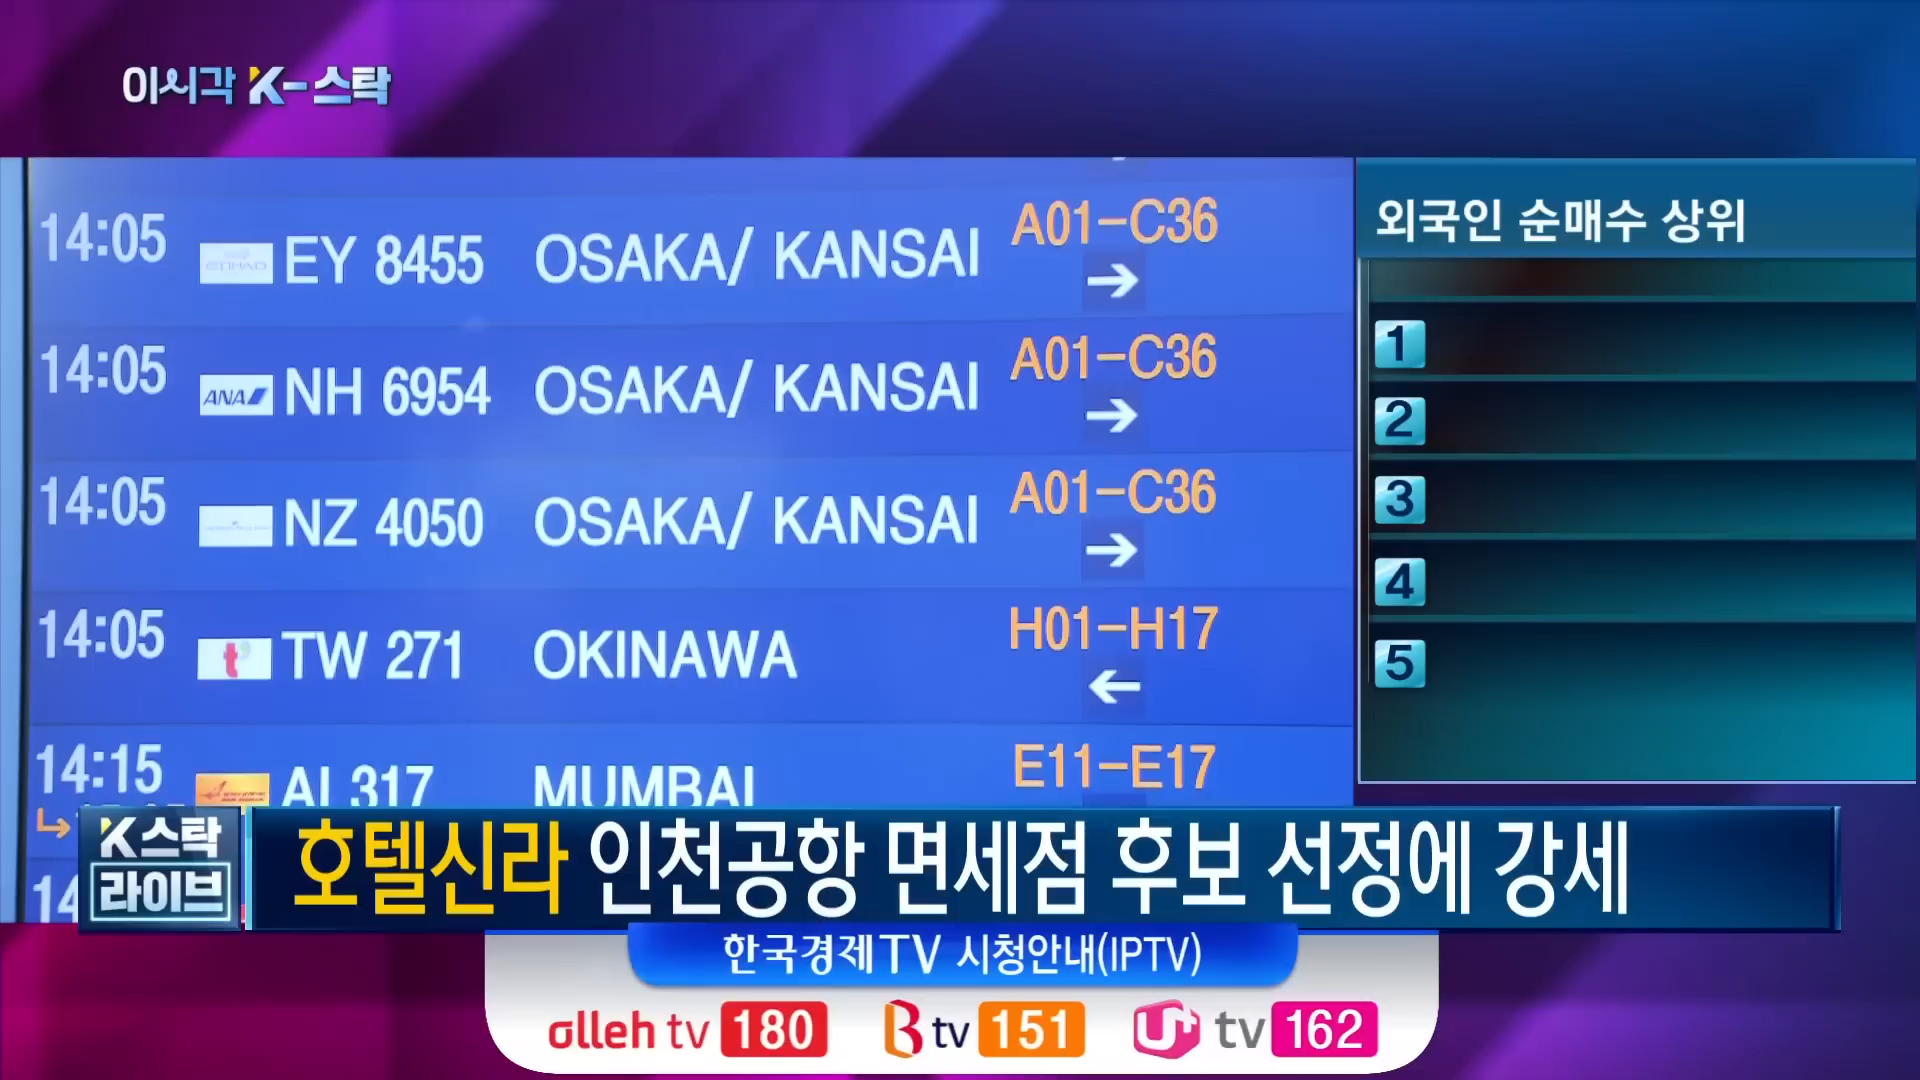 이시각 K-스탁
14:05 ETIHAD EY 8455 OSAKA/ KANSAI A01-C36 →
14:05 ANA NH 6954 OSAKA/ KANSAI A01-C36 →
14:05 NZ 4050 OSAKA/ KANSAI A01-C36 →
14:05 t' TW 271 OKINAWA H01-H17 ←
14:15 AI 317 MUMBAI E11-E17
외국인 순매수 상위
1
2
3
4
5
K스탁 라이브
호텔신라 인천공항 면세점 후보 선정에 강세
한국경제TV 시청안내(IPTV)
olleh tv 180 B tv 151 U+ tv 162